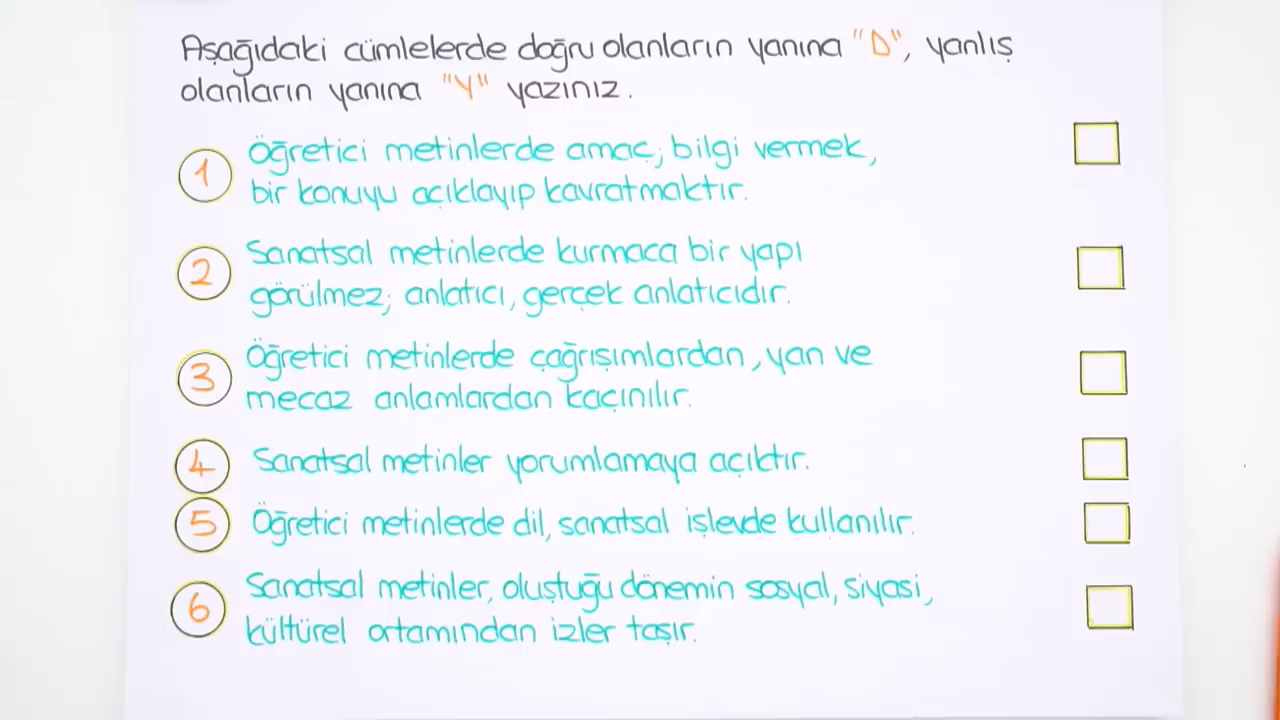 Aşağıdaki cümlelerde doğru olanların yanına "D", yanlış
olanların yanına "Y" yazınız.
1 Öğretici metinlerde amaç; bilgi vermek,
bir konuyu açıklayıp kavratmaktır.
2 Sanatsal metinlerde kurmaca bir yapı
görülmez; anlatıcı, gerçek anlatıcıdır.
3 Öğretici metinlerde çağrışımlardan, yan ve
mecaz anlamlardan kaçınılır.
4 Sanatsal metinler yorumlamaya açıktır.
5 Öğretici metinlerde dil, sanatsal işlevde kullanılır.
6 Sanatsal metinler, oluştuğu dönemin sosyal, siyasi,
kültürel ortamından izler taşır.